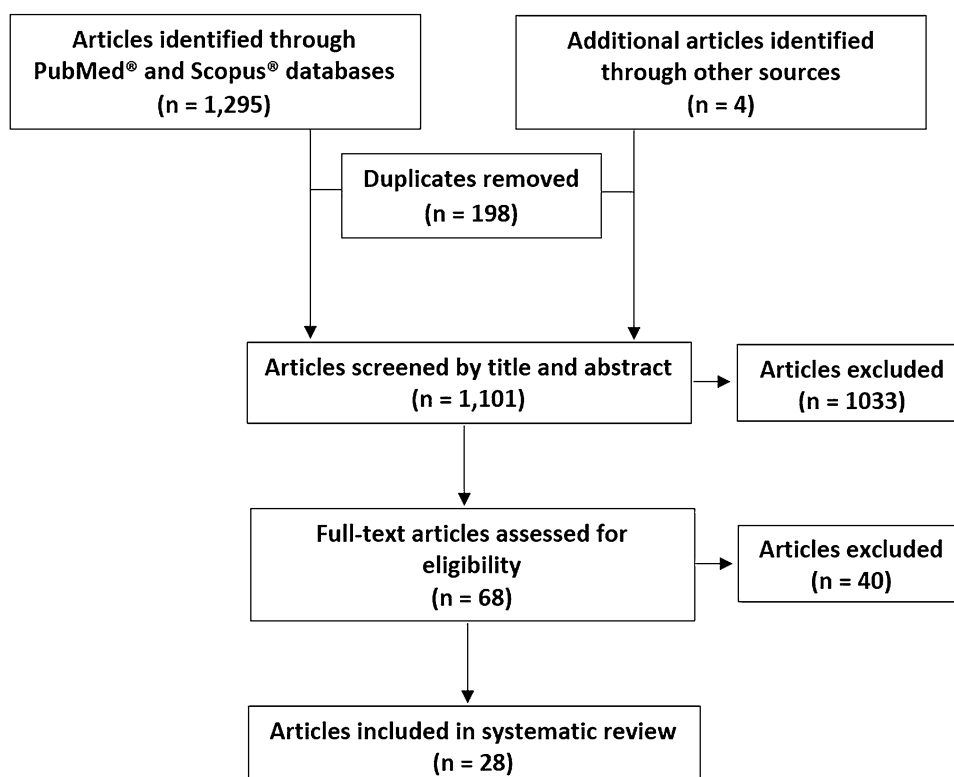 Articles identified through
PubMed® and Scopus® databases
(n = 1,295)
Additional articles identified
through other sources
(n = 4)
Duplicates removed
(n = 198)
Articles screened by title and abstract
(n = 1,101)
Articles excluded
(n = 1033)
Full-text articles assessed for
eligibility
(n = 68)
Articles excluded
(n = 40)
Articles included in systematic review
(n = 28)